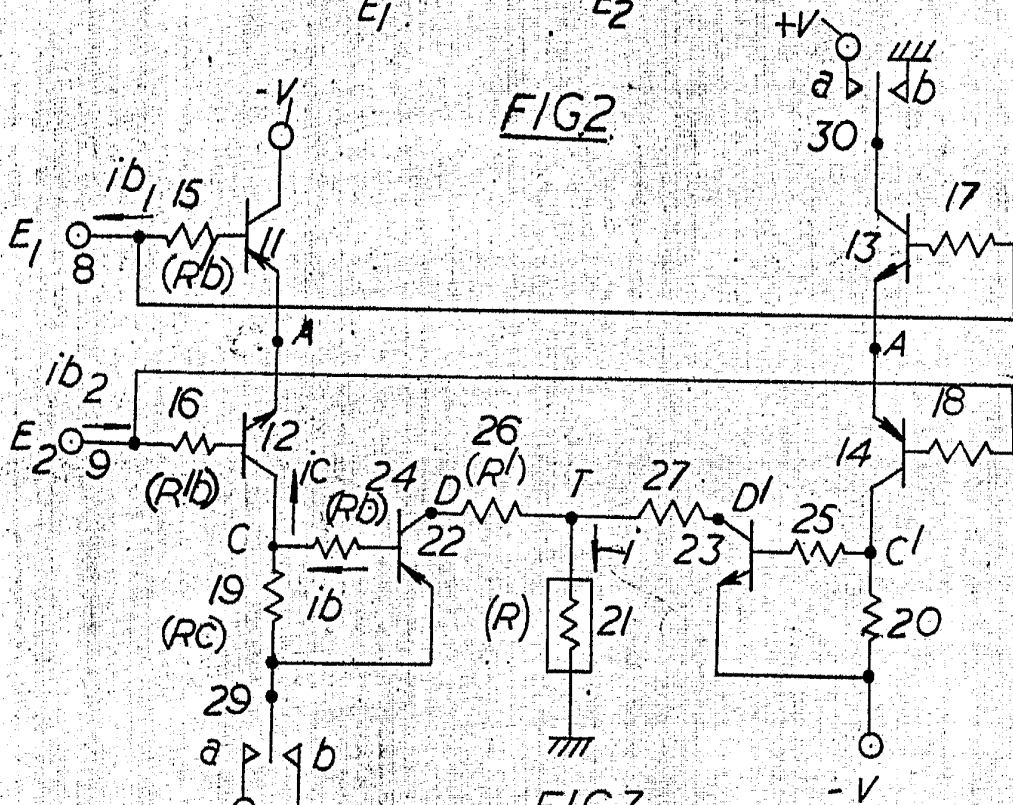 E1 E2
+V
-V
FIG2
a b
30
ib1 15
17
E1
8
(Rb)
11
13
A
A
ib2
16
18
E2
9
12
14
26
(R')
(R'b)
ic
24
(Rb)
D
T
27
D'
25
C
22
23
C'
19
ib
i
(Rc)
(R)
21
20
29
a b
-V